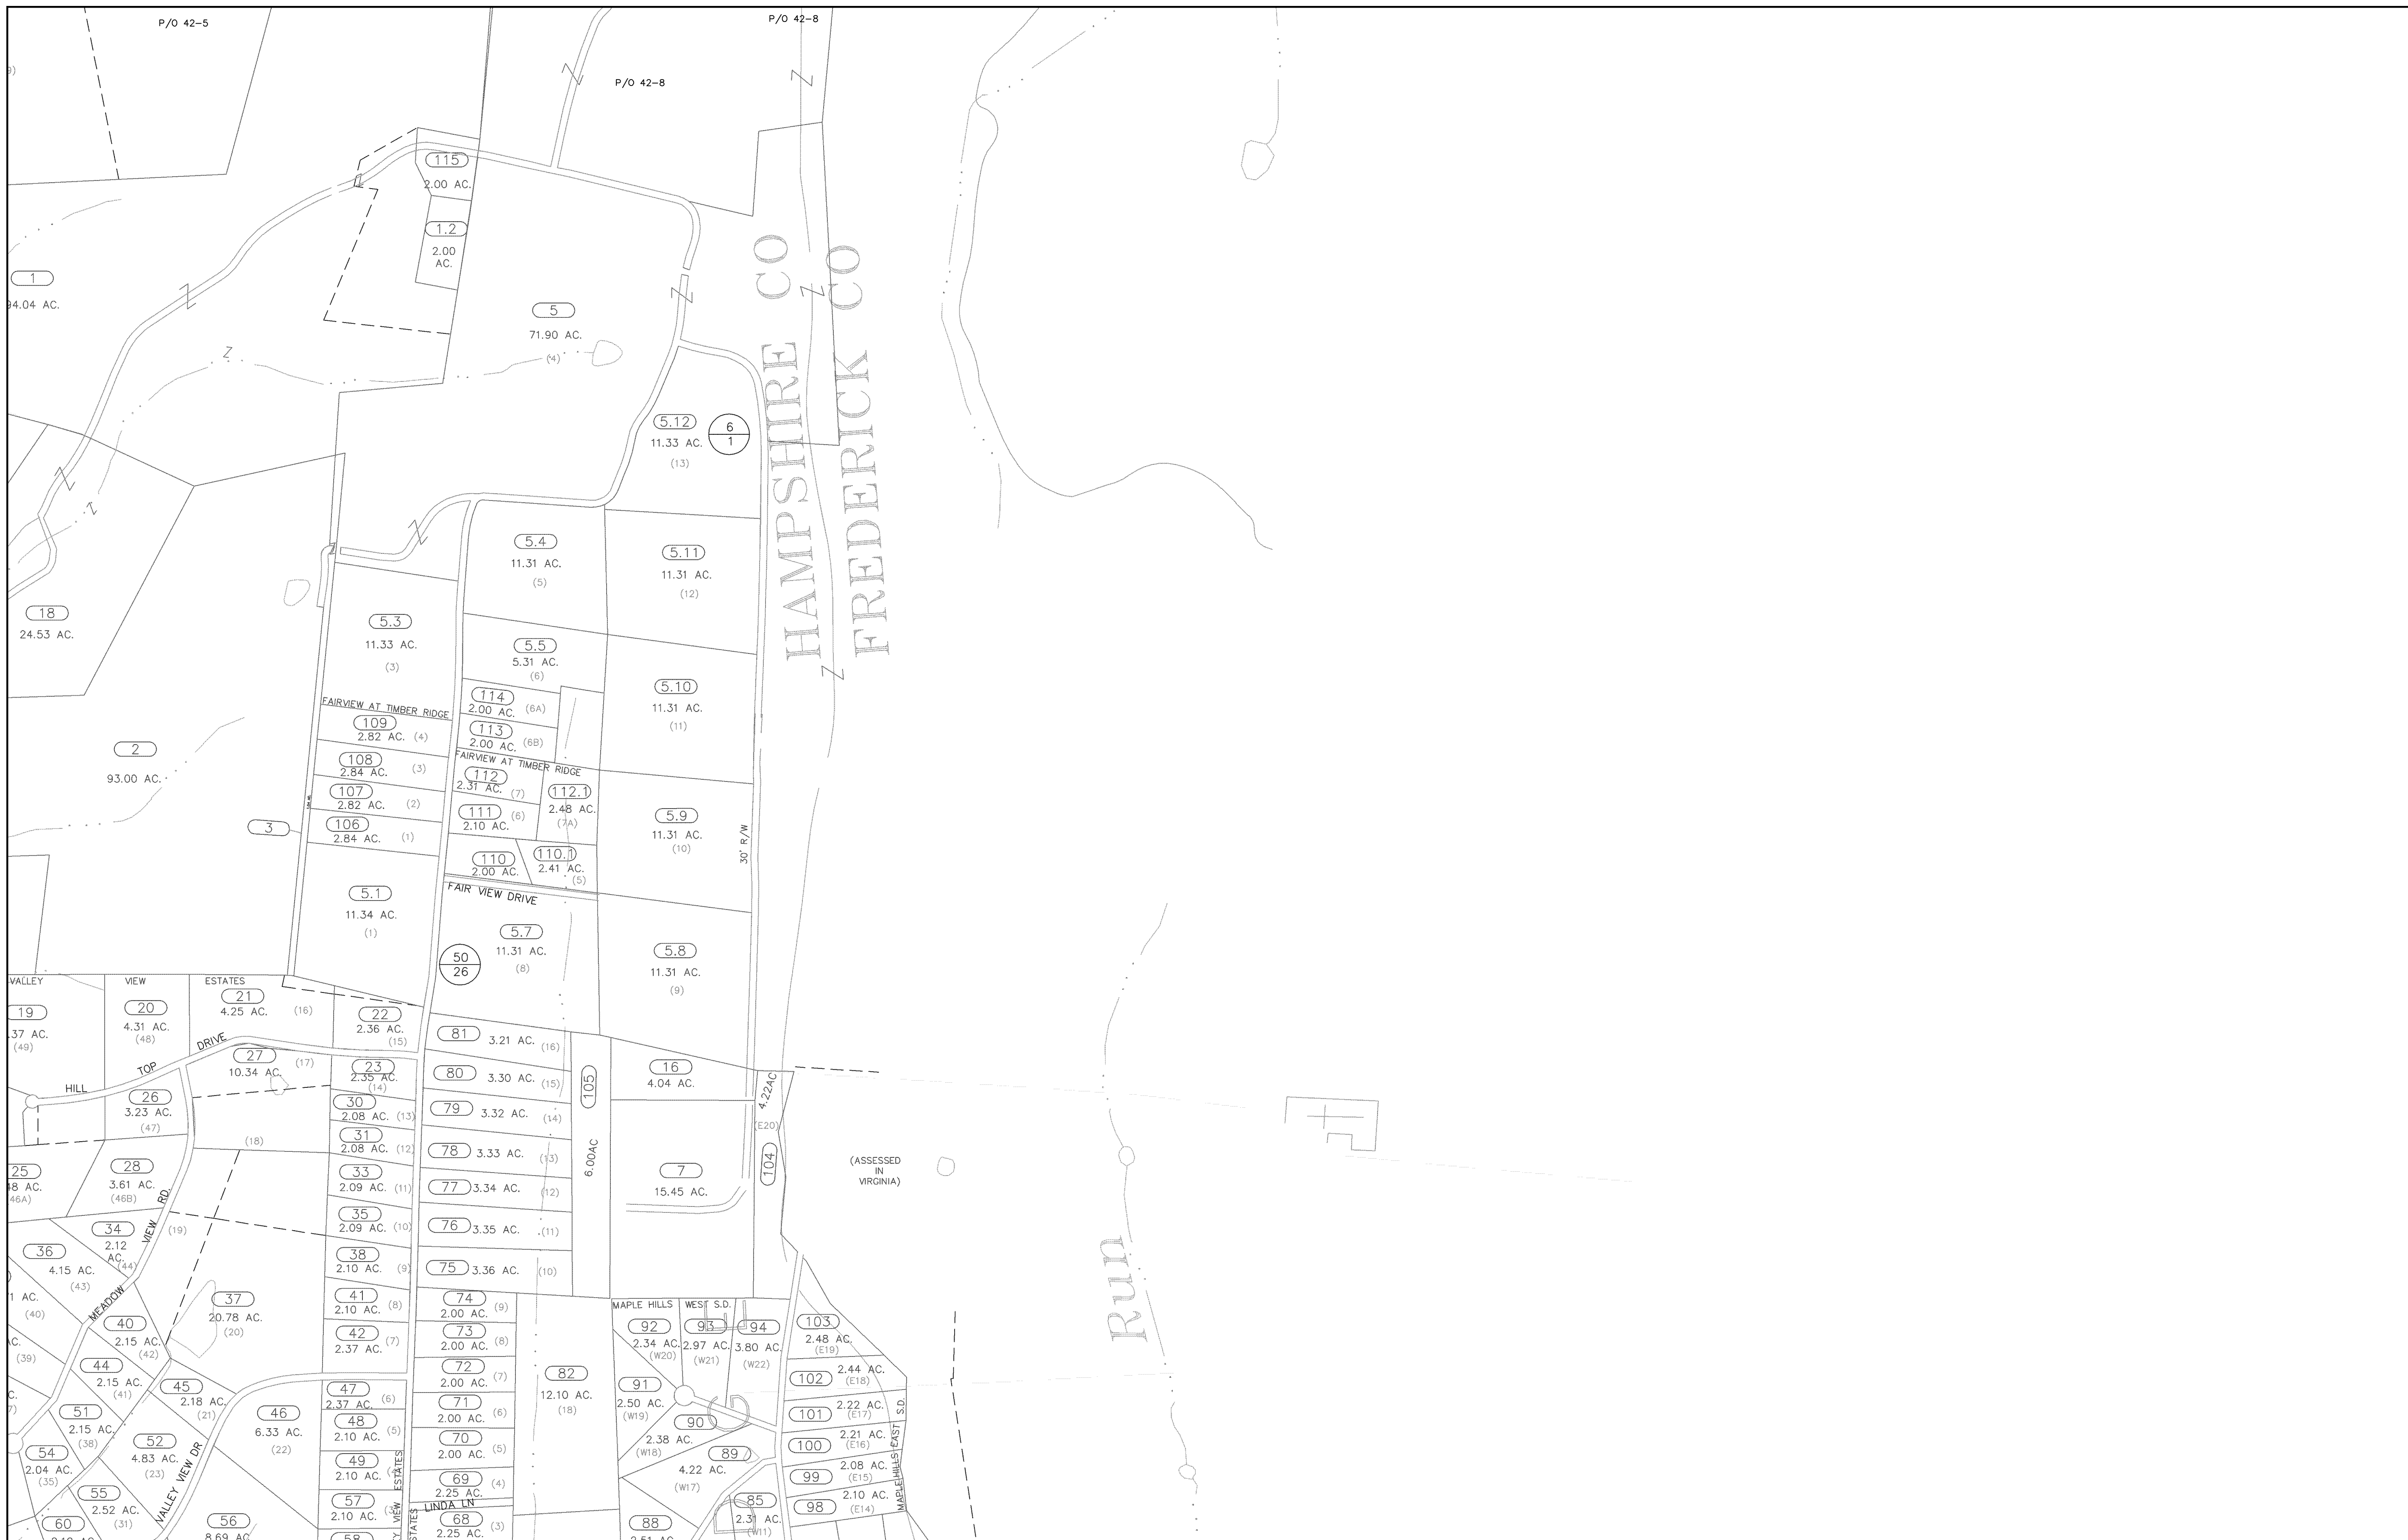 P/O 42-5
P/O 42-8
P/O 42-8
115
2.00 AC.
1.2
2.00
AC.
1
94.04 AC.
5
71.90 AC.
(4)
HAMPSHIRE CO
FREDERICK CO
5.12
11.33 AC.
(13)
6
1
5.4
11.31 AC.
(5)
5.11
11.31 AC.
(12)
18
24.53 AC.
5.3
11.33 AC.
(3)
5.5
5.31 AC.
(6)
5.10
11.31 AC.
(11)
114
2.00 AC.
(6A)
FAIRVIEW AT TIMBER RIDGE
109
2.82 AC. (4)
113
2.00 AC. (6B)
FAIRVIEW AT TIMBER RIDGE
2
93.00 AC.
108
2.84 AC. (3)
112
2.31 AC. (7)
112.1
2.48 AC.
(7A)
107
2.82 AC. (2)
111
2.10 AC. (6)
3
106
2.84 AC. (1)
5.9
11.31 AC.
(10)
30' R/W
110
2.00 AC.
110.1
2.41 AC.
(5)
FAIR VIEW DRIVE
5.1
11.34 AC.
(1)
5.7
11.31 AC.
(8)
50
26
5.8
11.31 AC.
(9)
VALLEY VIEW ESTATES
19
.37 AC.
(49)
20
4.31 AC.
(48)
21
4.25 AC.
(16)
22
2.36 AC.
(15)
81
3.21 AC. (16)
HILL TOP DRIVE
27
10.34 AC.
(17)
23
2.35 AC.
(14)
80
3.30 AC. (15)
105
6.00AC
16
4.04 AC.
4.22AC
(E20)
104
26
3.23 AC.
(47)
30
2.08 AC. (13)
79
3.32 AC. (14)
(18)
31
2.08 AC. (12)
78
3.33 AC. (13)
25
48 AC.
46A)
28
3.61 AC.
(46B)
33
2.09 AC. (11)
77
3.34 AC. (12)
7
15.45 AC.
(ASSESSED
IN
VIRGINIA)
34
2.12
AC.
(44)
MEADOW VIEW RD.
(19)
35
2.09 AC. (10)
76
3.35 AC. (11)
36
4.15 AC.
(43)
38
2.10 AC. (9)
75
3.36 AC. (10)
Run
1 AC.
(40)
37
20.78 AC.
(20)
41
2.10 AC. (8)
74
2.00 AC. (9)
MAPLE HILLS WEST S.D.
40
2.15 AC.
(42)
42
2.37 AC. (7)
73
2.00 AC. (8)
92
2.34 AC.
(W20)
93
2.97 AC.
(W21)
94
3.80 AC.
(W22)
103
2.48 AC.
(E19)
AC.
(39)
44
2.15 AC.
(41)
72
2.00 AC. (7)
82
12.10 AC.
(18)
102
2.44 AC.
(E18)
45
2.18 AC.
(21)
47
2.37 AC. (6)
71
2.00 AC. (6)
91
2.50 AC.
(W19)
101
2.22 AC.
(E17)
51
2.15 AC.
(38)
46
6.33 AC.
(22)
48
2.10 AC. (5)
70
2.00 AC. (5)
90
2.38 AC.
(W18)
100
2.21 AC.
(E16)
54
2.04 AC.
(35)
52
4.83 AC.
(23)
49
2.10 AC.
69
2.25 AC. (4)
89
4.22 AC.
(W17)
99
2.08 AC.
(E15)
MAPLE HILLS EAST S.D.
55
2.52 AC.
(31)
VALLEY VIEW DR
57
2.10 AC.
LINDA LN
85
2.31 AC.
(W11)
98
2.10 AC.
(E14)
60
56
8.69 AC
58
68
2.25 AC. (3)
88
2.51 AC.
VIEW ESTATES